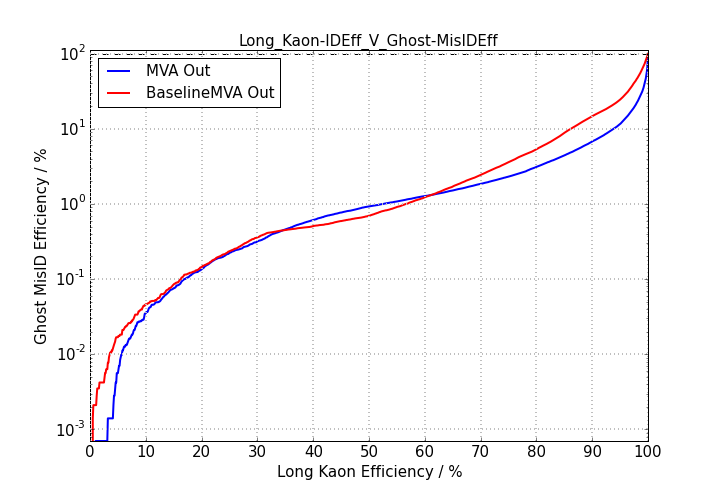 Long_Kaon-IDEff_V_Ghost-MisIDEff
MVA Out
BaselineMVA Out
Ghost MisID Efficiency / %
10²
10¹
10⁰
10⁻¹
10⁻²
10⁻³
0 10 20 30 40 50 60 70 80 90 100
Long Kaon Efficiency / %